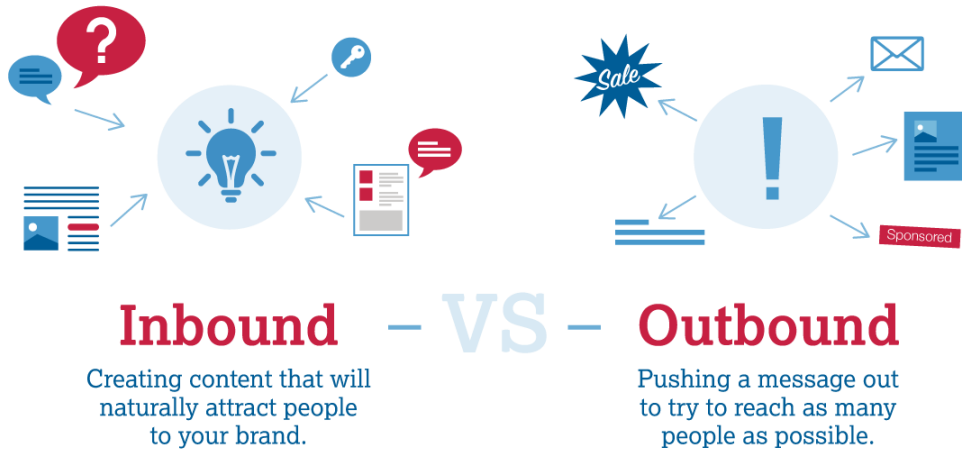 ?
Sale
!
Sponsored
Inbound - VS - Outbound
Creating content that will
naturally attract people
to your brand.
Pushing a message out
to try to reach as many
people as possible.